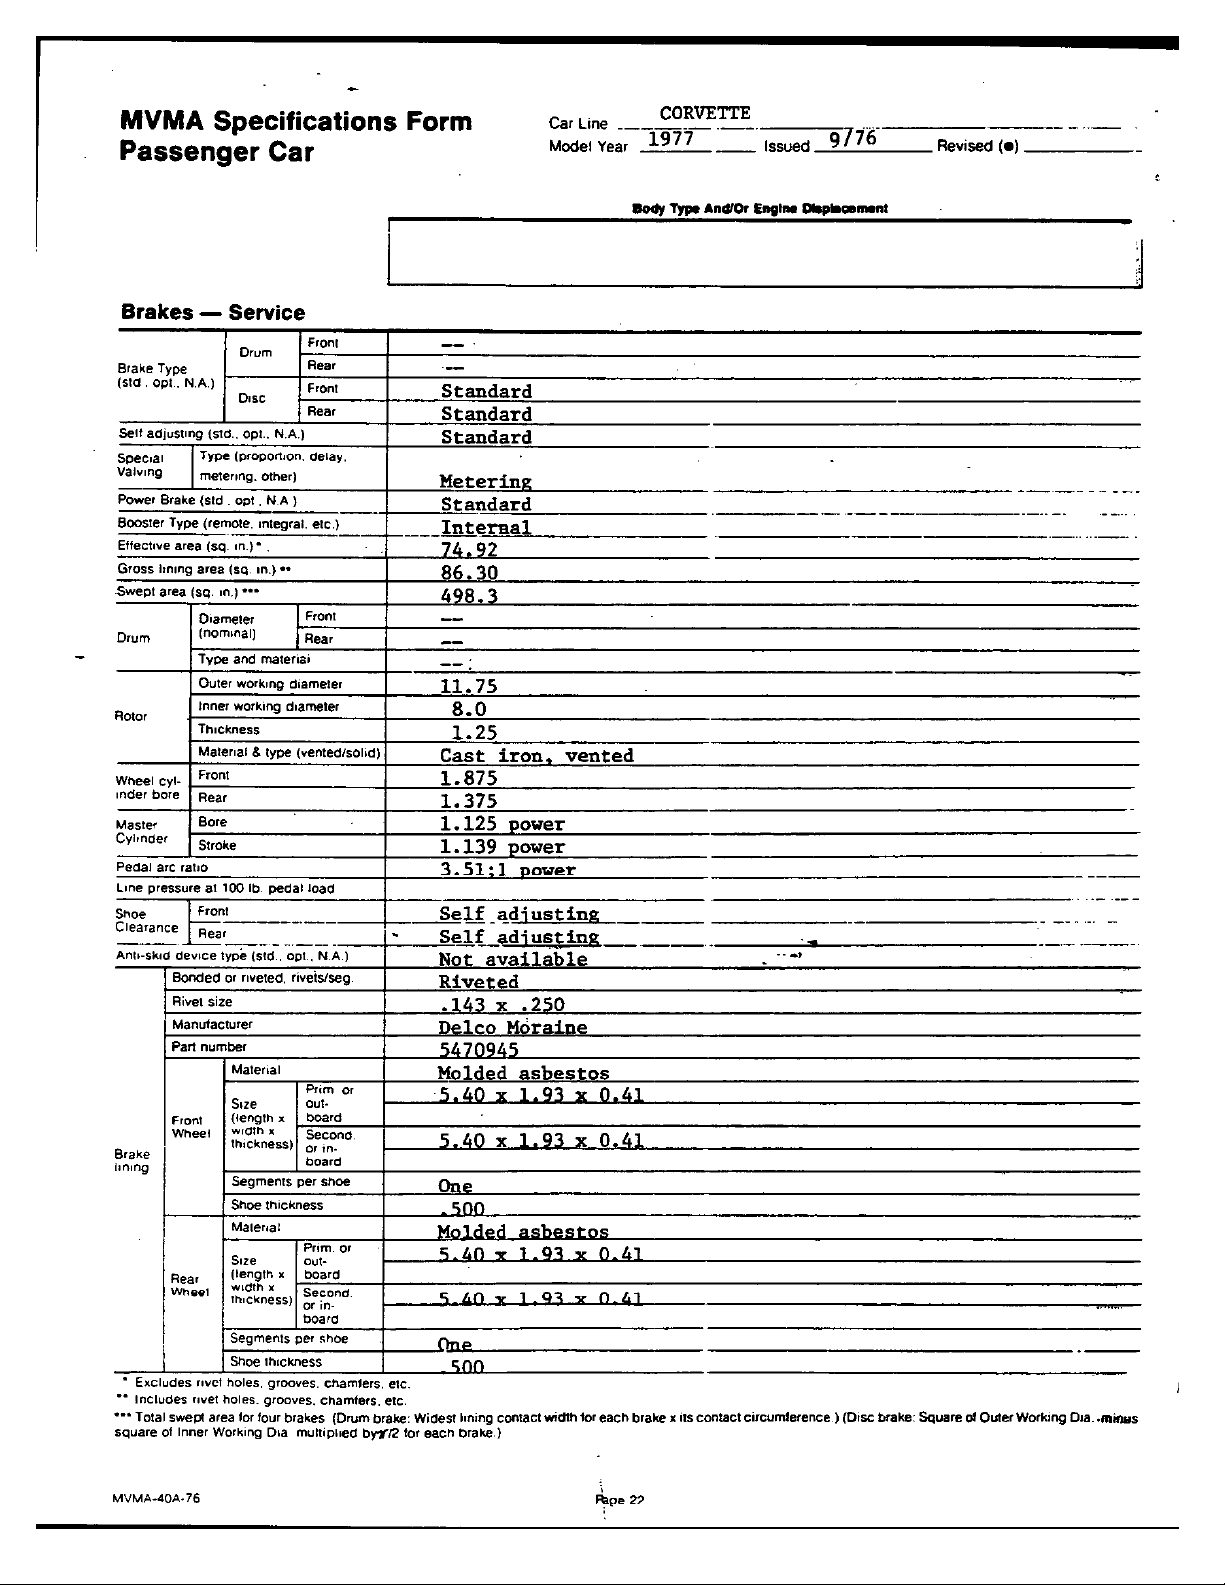 MVMA Specifications Form
Passenger Car
Car Line CORVETTE
Model Year 1977 Issued 9/76 Revised (●)
Body Type And/Or Engine Displacement
Brakes — Service
Brake Type (std., opt., N.A.)
Drum
Front --
Rear --
Disc
Front Standard
Rear Standard
Self adjusting (std., opt., N.A.) Standard
Special Valving
Type (proportion, delay, metering, other) Metering
Power Brake (std., opt., N.A.) Standard
Booster Type (remote, integral, etc.) Internal
Effective area (sq. in.)* 74.92
Gross lining area (sq. in.)** 86.30
Swept area (sq. in.)*** 498.3
Drum
Diameter (nominal)
Front --
Rear --
Type and material --
Rotor
Outer working diameter 11.75
Inner working diameter 8.0
Thickness 1.25
Material & type (vented/solid) Cast iron, vented
Wheel cylinder bore
Front 1.875
Rear 1.375
Master Cylinder
Bore 1.125 power
Stroke 1.139 power
Pedal arc ratio 3.51;1 power
Line pressure at 100 lb. pedal load
Shoe Clearance
Front Self adjusting
Rear Self adjusting
Anti-skid device type (std., opt., N.A.) Not available
Brake lining
Bonded or riveted, rivets/seg. Riveted
Rivet size .143 x .250
Manufacturer Delco Moraine
Part number 5470945
Front Wheel
Material Molded asbestos
Size (length x width x thickness)
Prim. or out-board 5.40 x 1.93 x 0.41
Second. or in-board 5.40 x 1.93 x 0.41
Segments per shoe One
Shoe thickness .500
Rear Wheel
Material Molded asbestos
Size (length x width x thickness)
Prim. or out-board 5.40 x 1.93 x 0.41
Second. or in-board 5.40 x 1.93 x 0.41
Segments per shoe One
Shoe thickness .500
* Excludes rivet holes, grooves, chamfers, etc.
** Includes rivet holes, grooves, chamfers, etc.
*** Total swept area for four brakes (Drum brake: Widest lining contact width for each brake x its contact circumference.) (Disc brake: Square of Outer Working Dia. minus
square of Inner Working Dia. multiplied by π/2 for each brake.)
MVMA-40A-76
Page 22